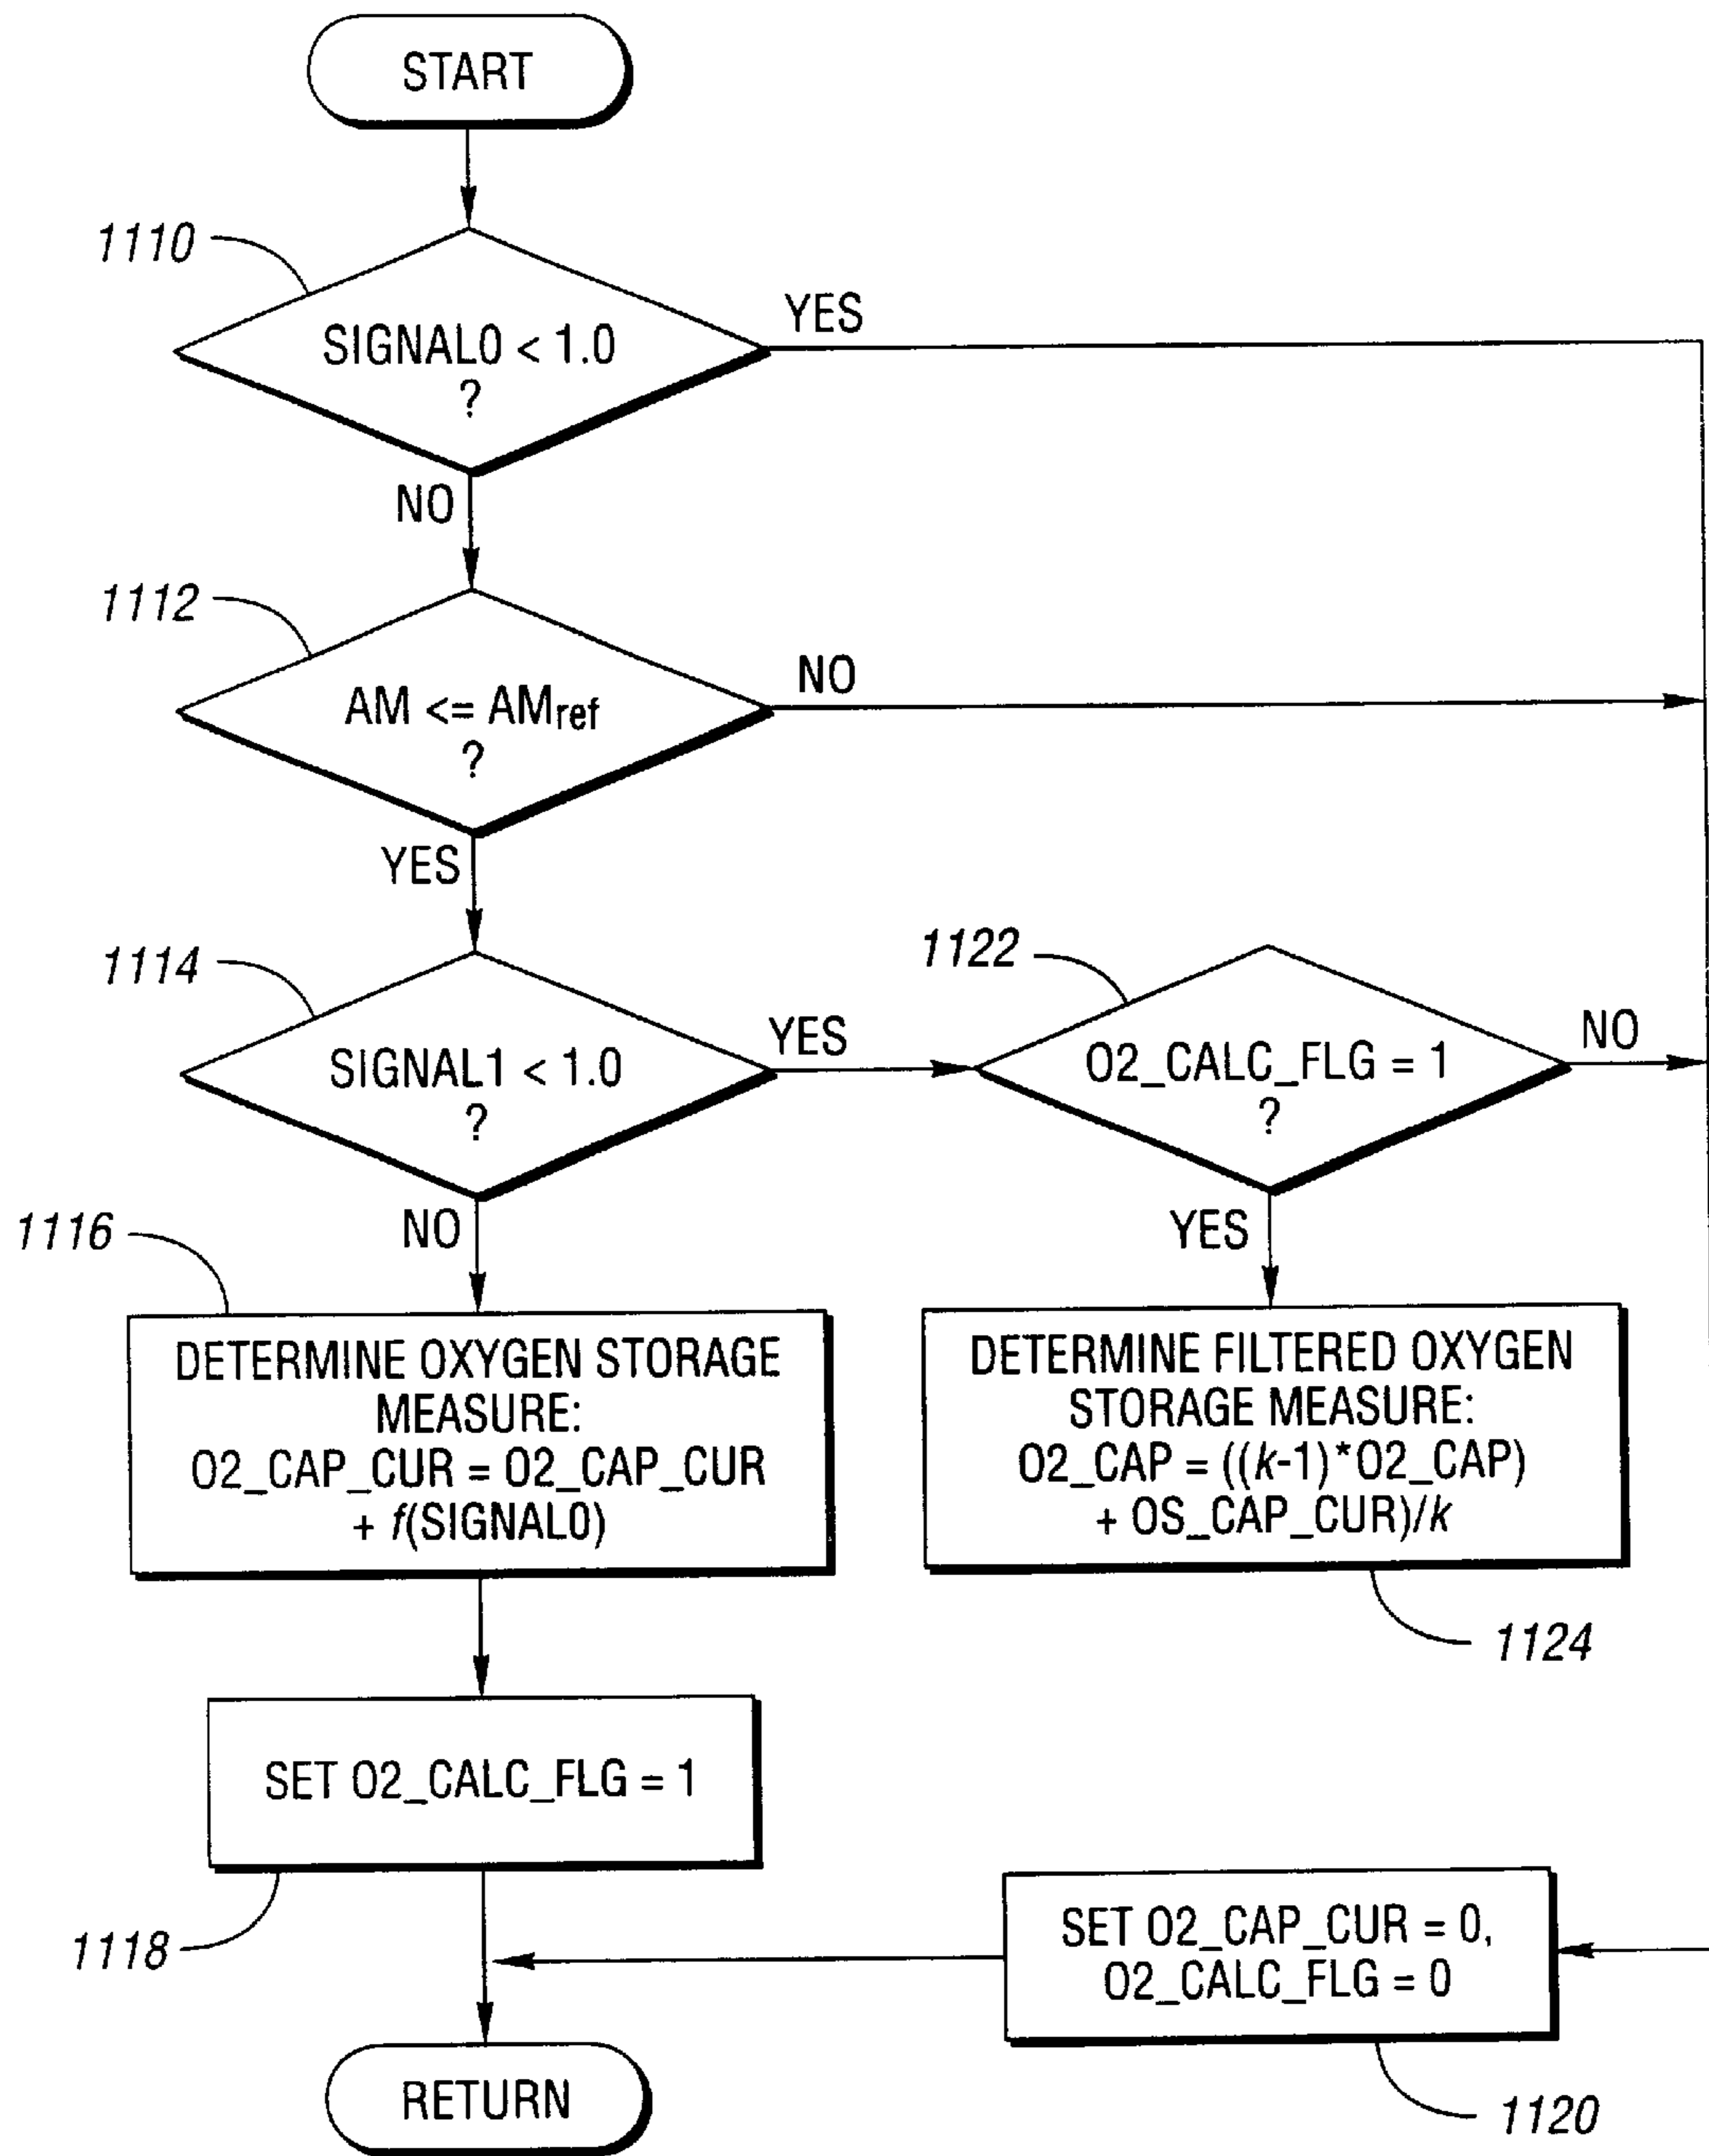 START
1110
SIGNAL0 < 1.0
?
YES
NO
1112
AM <= AMref
?
NO
YES
1114
SIGNAL1 < 1.0
?
YES
NO
1122
O2_CALC_FLG = 1
?
NO
YES
1116
DETERMINE OXYGEN STORAGE
MEASURE:
O2_CAP_CUR = O2_CAP_CUR
+ f(SIGNAL0)
DETERMINE FILTERED OXYGEN
STORAGE MEASURE:
O2_CAP = ((k-1)*O2_CAP)
+ OS_CAP_CUR)/k
1124
SET O2_CALC_FLG = 1
1118
SET O2_CAP_CUR = 0,
O2_CALC_FLG = 0
1120
RETURN